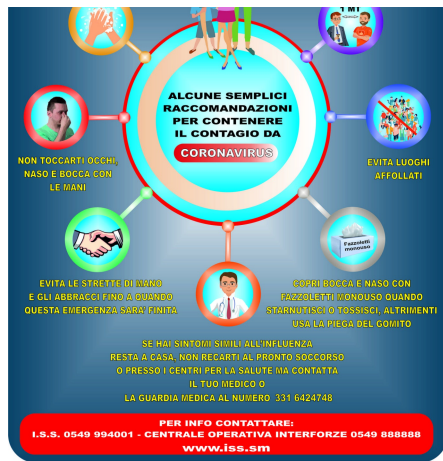 1 MT
ALCUNE SEMPLICI
RACCOMANDAZIONI
PER CONTENERE
IL CONTAGIO DA
CORONAVIRUS
NON TOCCARTI OCCHI,
NASO E BOCCA CON
LE MANI
EVITA LUOGHI
AFFOLLATI
Fazzoletti
monouso
EVITA LE STRETTE DI MANO
E GLI ABBRACCI FINO A QUANDO
QUESTA EMERGENZA SARA' FINITA
COPRI BOCCA E NASO CON
FAZZOLETTI MONOUSO QUANDO
STARNUTISCI O TOSSISCI, ALTRIMENTI
USA LA PIEGA DEL GOMITO
SE HAI SINTOMI SIMILI ALL'INFLUENZA
RESTA A CASA, NON RECARTI AL PRONTO SOCCORSO
O PRESSO I CENTRI PER LA SALUTE MA CONTATTA
IL TUO MEDICO O
LA GUARDIA MEDICA AL NUMERO 331 6424748
PER INFO CONTATTARE:
I.S.S. 0549 994001 - CENTRALE OPERATIVA INTERFORZE 0549 888888
www.iss.sm